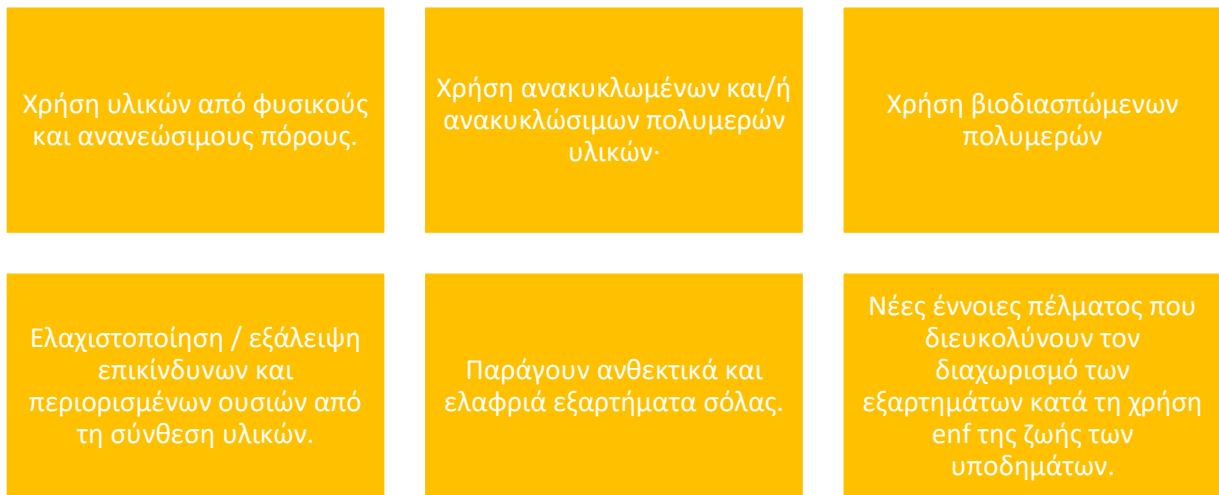 Χρήση υλικών από φυσικούς
και ανανεώσιμους πόρους.
Χρήση ανακυκλωμένων και/ή
ανακυκλώσιμων πολυμερών
υλικών·
Χρήση βιοδιασπώμενων
πολυμερών
Ελαχιστοποίηση / εξάλειψη
επικίνδυνων και
περιορισμένων ουσιών από
τη σύνθεση υλικών.
Παράγουν ανθεκτικά και
ελαφριά εξαρτήματα σόλας.
Νέες έννοιες πέλματος που
διευκολύνουν τον
διαχωρισμό των
εξαρτημάτων κατά τη χρήση
enf της ζωής των
υποδημάτων.